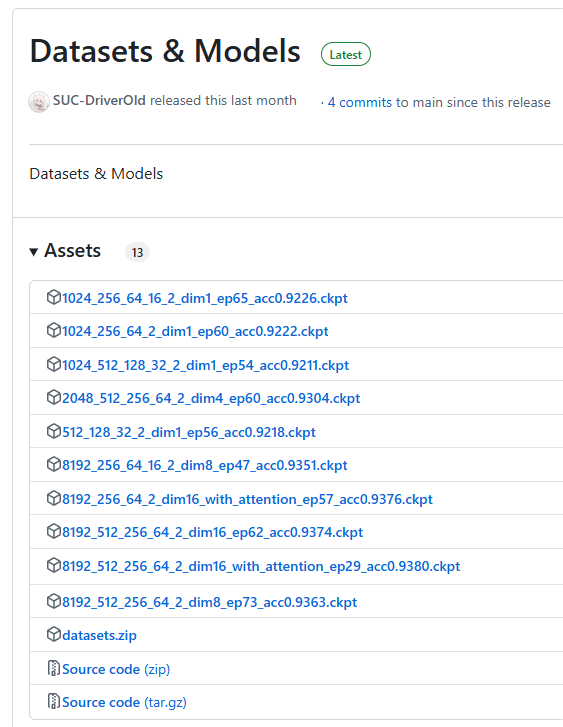 Datasets & Models Latest
SUC-DriverOld released this last month · 4 commits to main since this release
Datasets & Models
Assets 13
1024_256_64_16_2_dim1_ep65_acc0.9226.ckpt
1024_256_64_2_dim1_ep60_acc0.9222.ckpt
1024_512_128_32_2_dim1_ep54_acc0.9211.ckpt
2048_512_256_64_2_dim4_ep60_acc0.9304.ckpt
512_128_32_2_dim1_ep56_acc0.9218.ckpt
8192_256_64_16_2_dim8_ep47_acc0.9351.ckpt
8192_256_64_2_dim16_with_attention_ep57_acc0.9376.ckpt
8192_512_256_64_2_dim16_ep62_acc0.9374.ckpt
8192_512_256_64_2_dim16_with_attention_ep29_acc0.9380.ckpt
8192_512_256_64_2_dim8_ep73_acc0.9363.ckpt
datasets.zip
Source code (zip)
Source code (tar.gz)